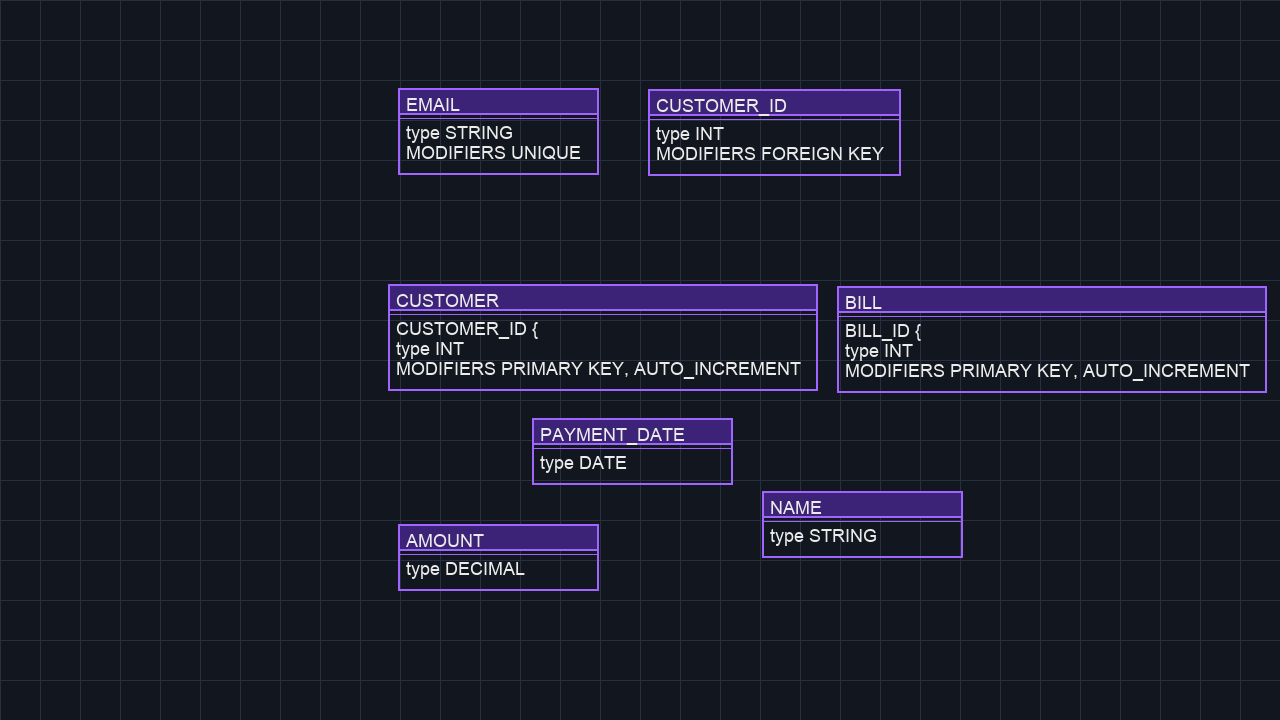 EMAIL
type STRING
MODIFIERS UNIQUE
CUSTOMER_ID
type INT
MODIFIERS FOREIGN KEY
CUSTOMER
CUSTOMER_ID {
type INT
MODIFIERS PRIMARY KEY, AUTO_INCREMENT
BILL
BILL_ID {
type INT
MODIFIERS PRIMARY KEY, AUTO_INCREMENT
PAYMENT_DATE
type DATE
NAME
type STRING
AMOUNT
type DECIMAL